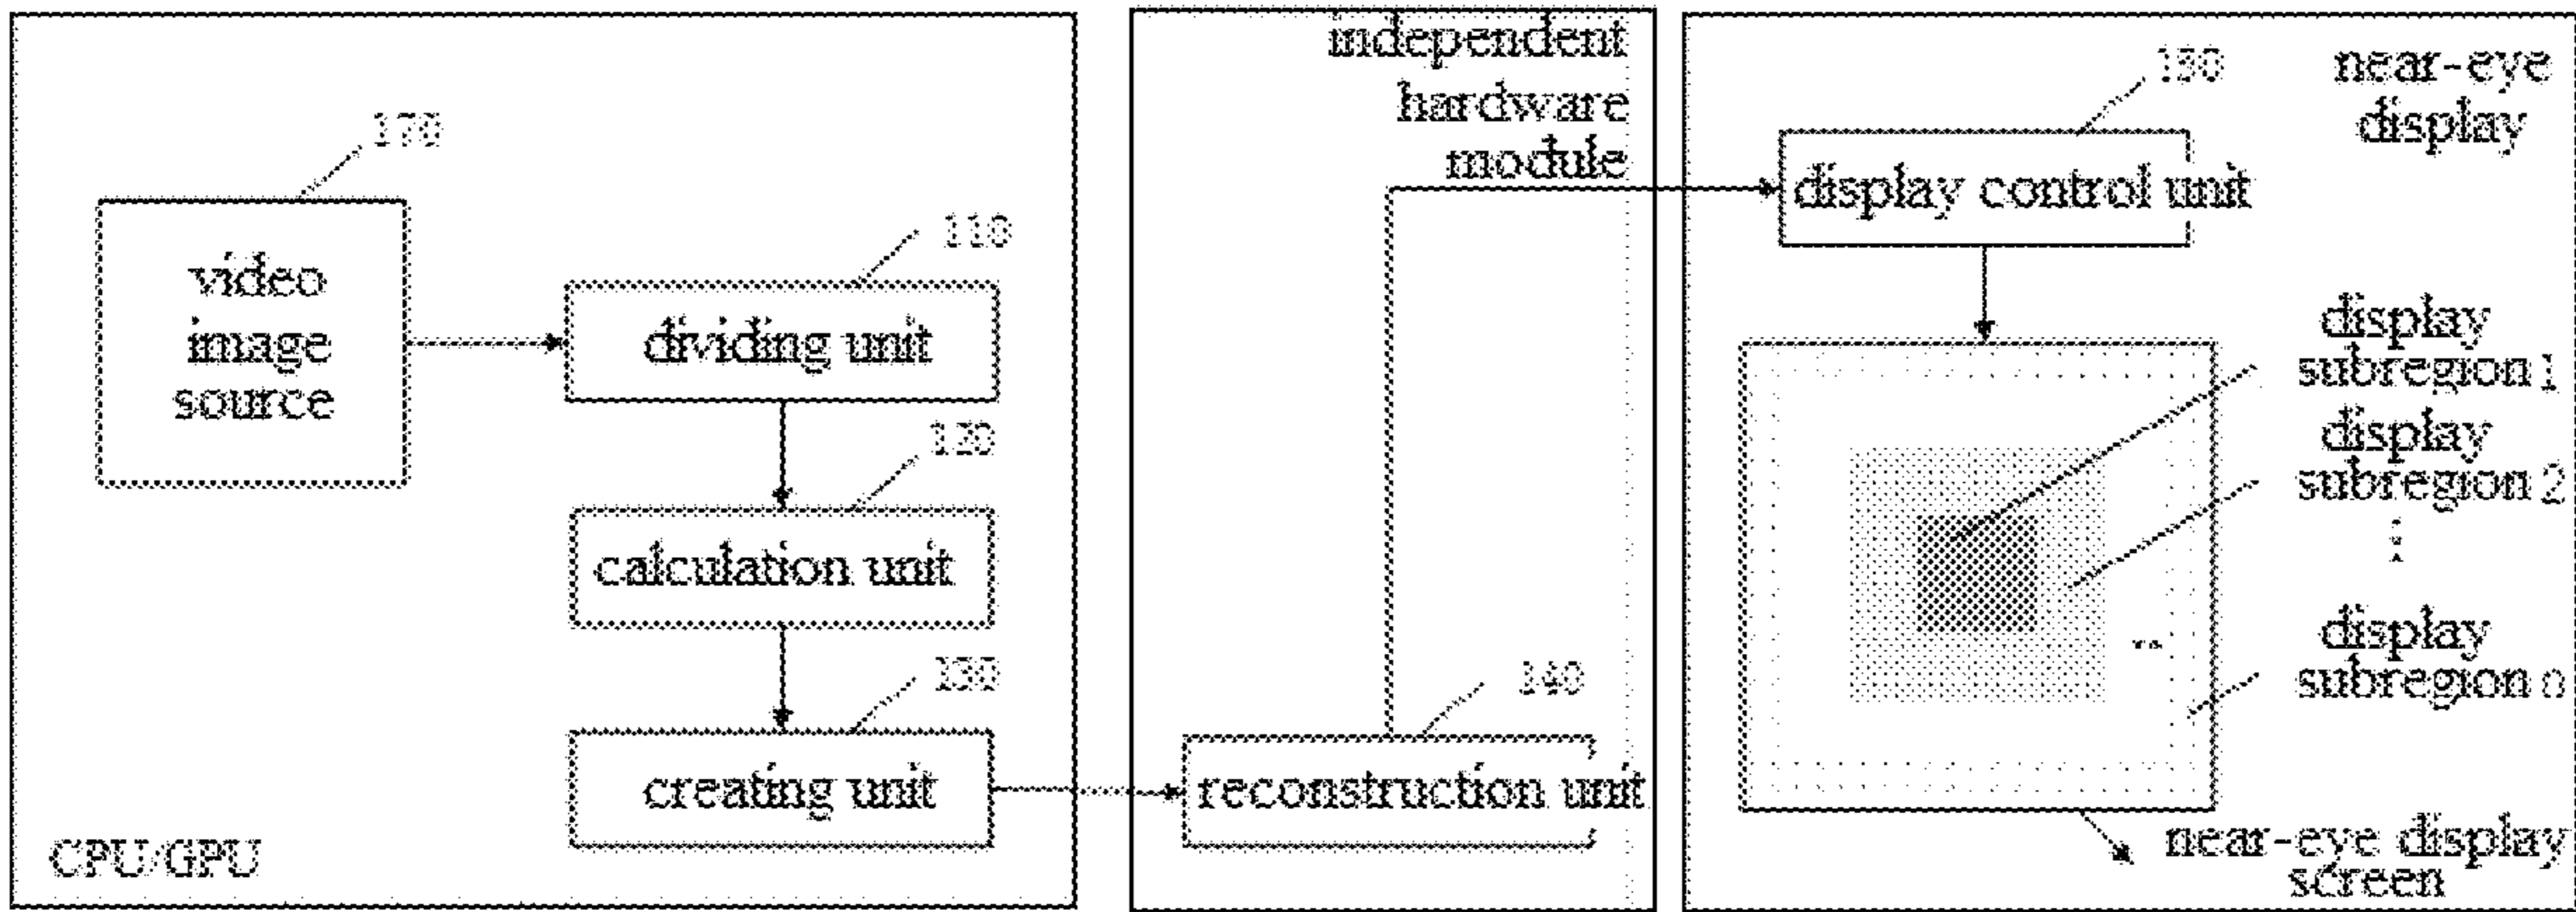 170
video
image
source
110
dividing unit
120
calculation unit
130
creating unit
CPU/GPU
independent
hardware
module
140
reconstruction unit
150
near-eye
display
display control unit
display
subregion 1
display
subregion 2
display
subregion n
near-eye display
screen